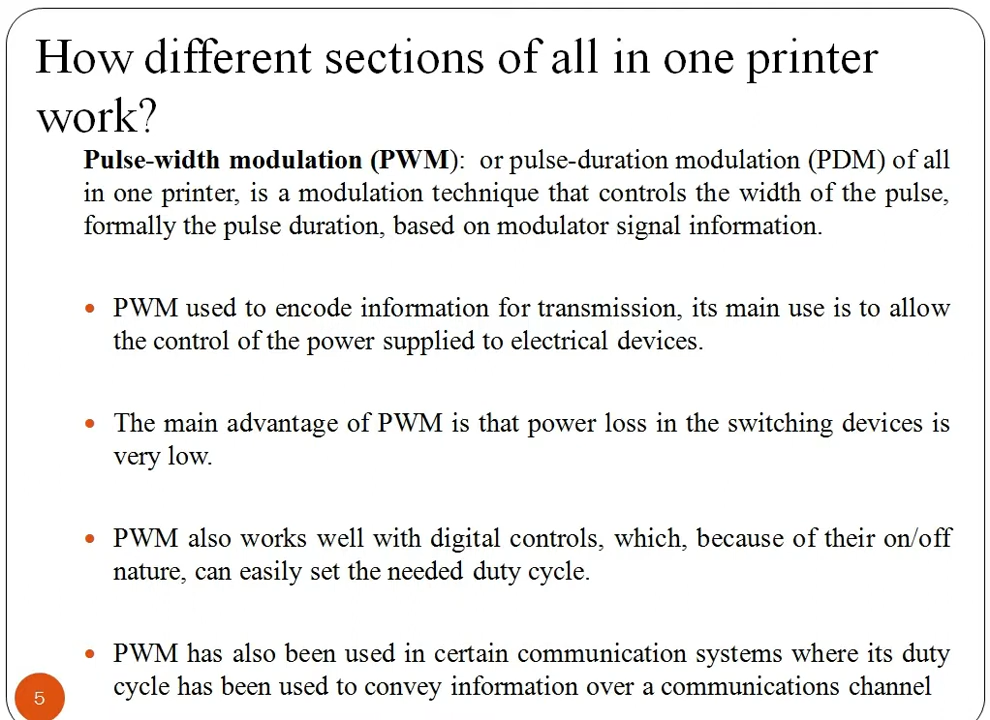 How different sections of all in one printer
work?
Pulse-width modulation (PWM): or pulse-duration modulation (PDM) of all
in one printer, is a modulation technique that controls the width of the pulse,
formally the pulse duration, based on modulator signal information.
• PWM used to encode information for transmission, its main use is to allow
the control of the power supplied to electrical devices.
• The main advantage of PWM is that power loss in the switching devices is
very low.
• PWM also works well with digital controls, which, because of their on/off
nature, can easily set the needed duty cycle.
• PWM has also been used in certain communication systems where its duty
cycle has been used to convey information over a communications channel
5